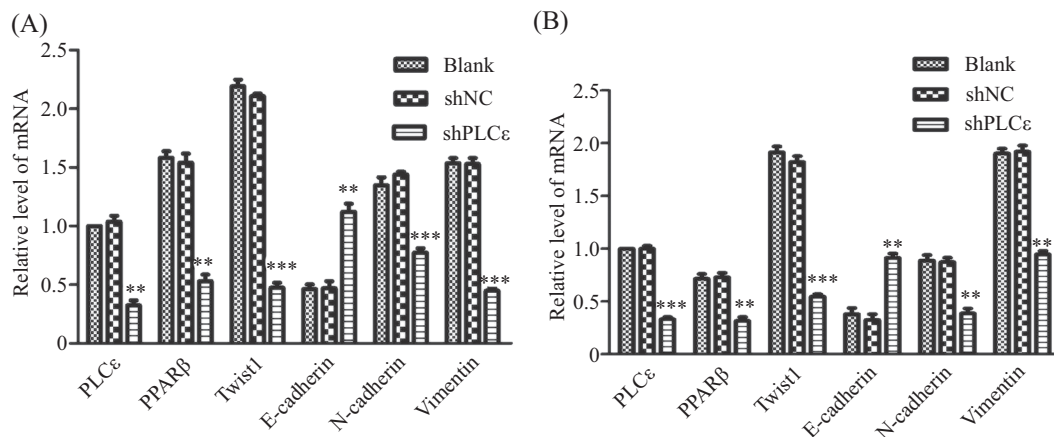 (A)
Relative level of mRNA
2.5
2.0
1.5
1.0
0.5
0
Blank
shNC
shPLCε
**
**
***
**
***
***
PLCε
PPARβ
Twist1
E-cadherin
N-cadherin
Vimentin
(B)
Relative level of mRNA
2.5
2.0
1.5
1.0
0.5
0
Blank
shNC
shPLCε
***
**
***
**
**
**
PLCε
PPARβ
Twist1
E-cadherin
N-cadherin
Vimentin